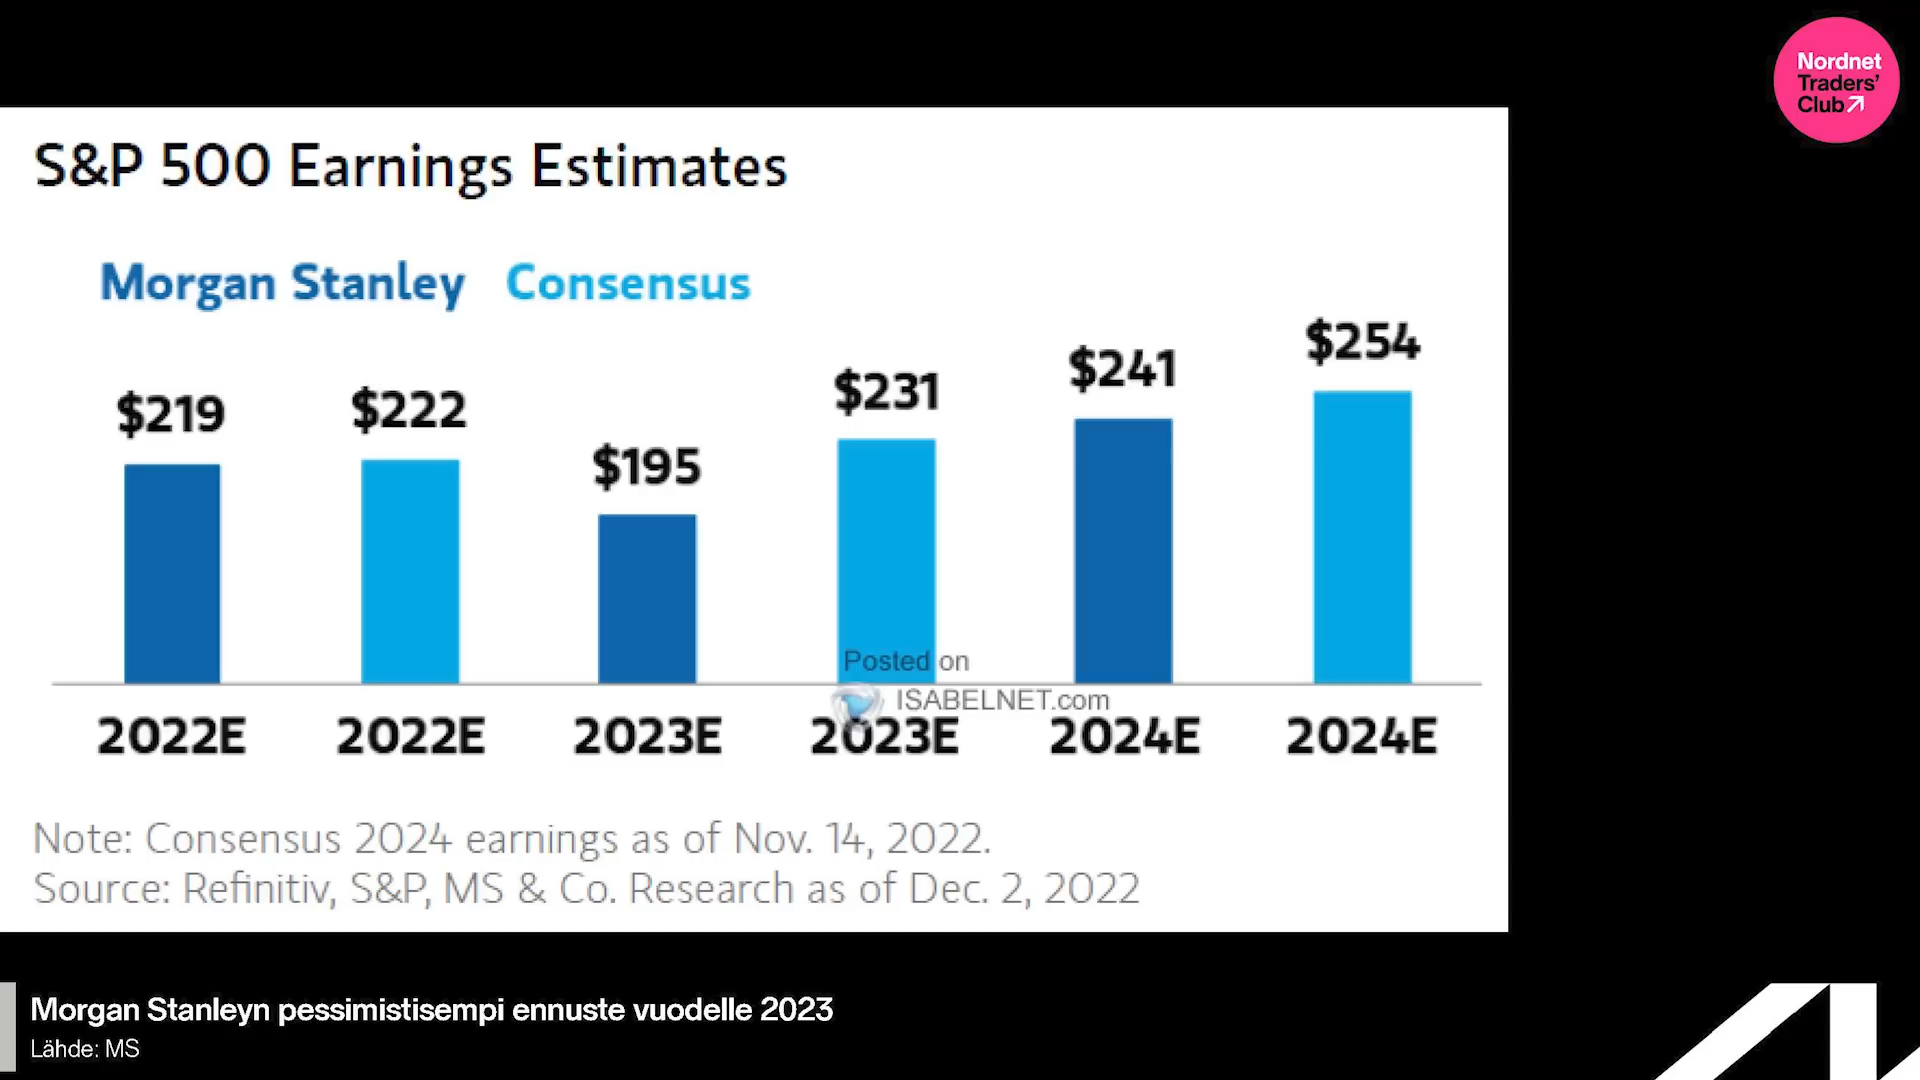 Nordnet
Traders'
Club
S&P 500 Earnings Estimates
Morgan Stanley Consensus
$219 $222 $195 $231 $241 $254
Posted on
ISABELNET.com
2022E 2022E 2023E 2023E 2024E 2024E
Note: Consensus 2024 earnings as of Nov. 14, 2022.
Source: Refinitiv, S&P, MS & Co. Research as of Dec. 2, 2022
Morgan Stanleyn pessimistisempi ennuste vuodelle 2023
Lähde: MS